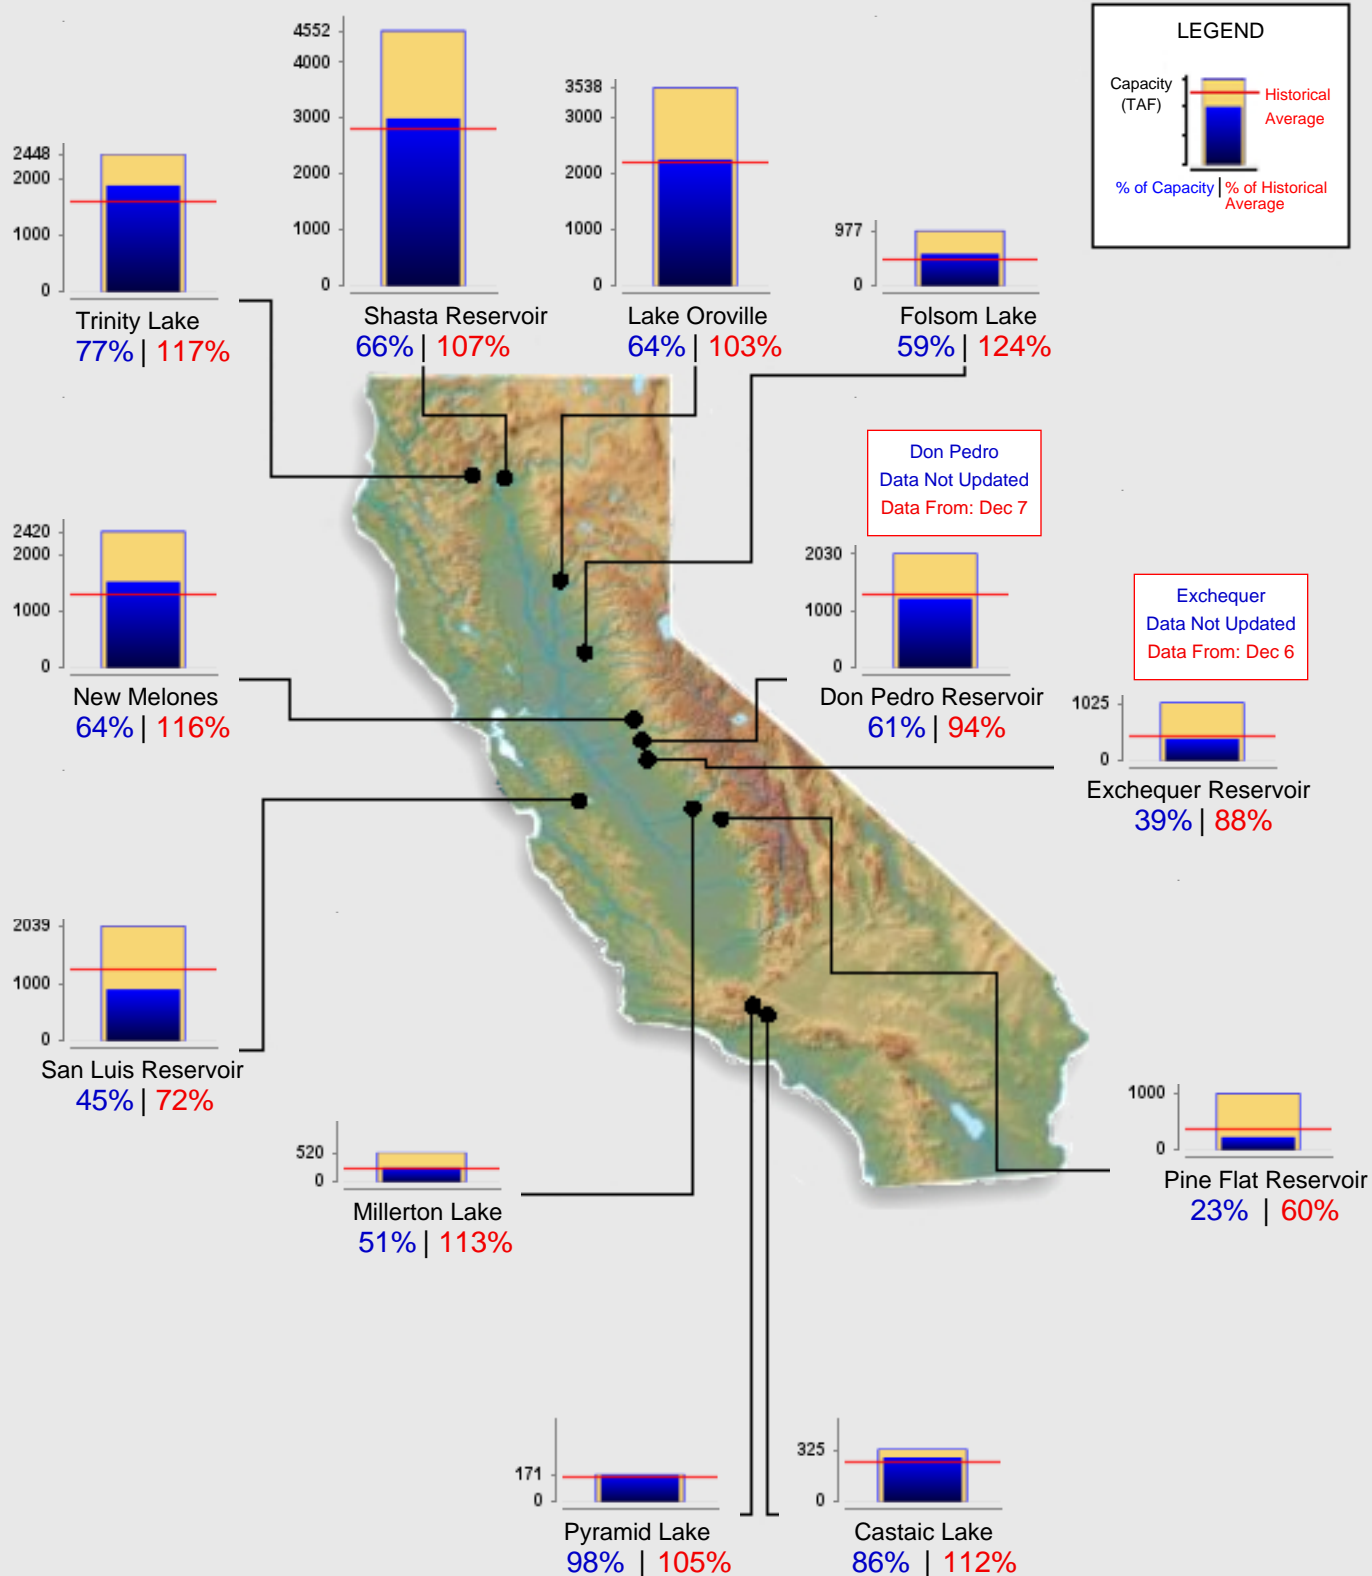 LEGEND
Capacity
(TAF)
Historical
Average
% of Capacity | % of Historical
Average
4552
4000
3000
2000
1000
0
Shasta Reservoir
66% | 107%
3538
3000
2000
1000
0
Lake Oroville
64% | 103%
2448
2000
1000
0
Trinity Lake
77% | 117%
977
0
Folsom Lake
59% | 124%
Don Pedro
Data Not Updated
Data From: Dec 7
2030
1000
0
Don Pedro Reservoir
61% | 94%
2420
2000
1000
0
New Melones
64% | 116%
Exchequer
Data Not Updated
Data From: Dec 6
1025
0
Exchequer Reservoir
39% | 88%
2039
1000
0
San Luis Reservoir
45% | 72%
520
0
Millerton Lake
51% | 113%
1000
0
Pine Flat Reservoir
23% | 60%
171
0
Pyramid Lake
98% | 105%
325
0
Castaic Lake
86% | 112%